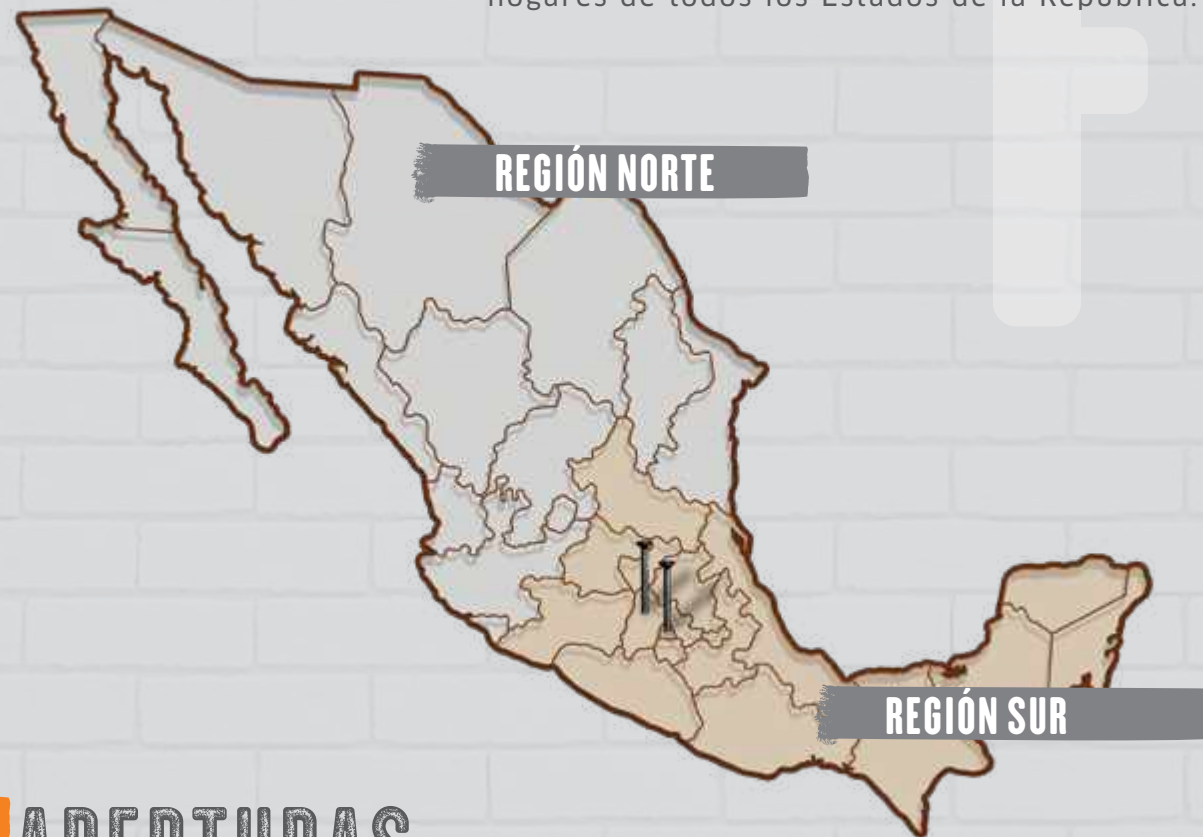 hogares de todos los Estados de la República.
REGIÓN NORTE
REGIÓN SUR
APERTURAS